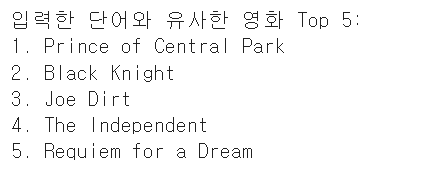 입력한 단어와 유사한 영화 Top 5:
1. Prince of Central Park
2. Black Knight
3. Joe Dirt
4. The Independent
5. Requiem for a Dream